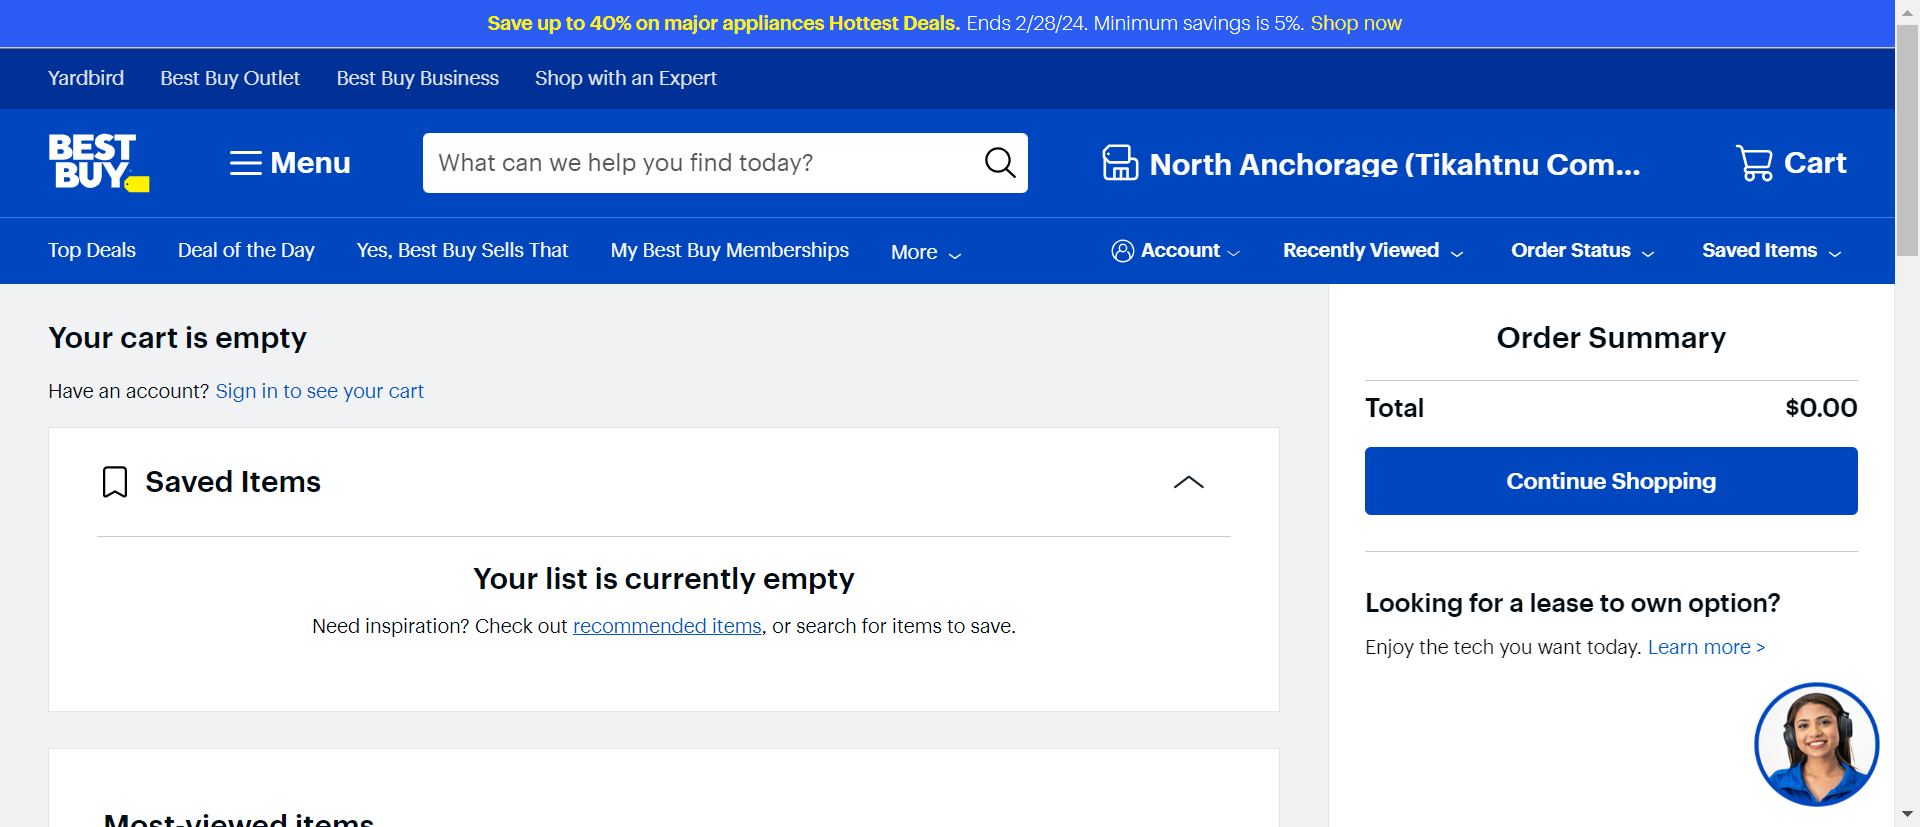 Save up to 40% on major appliances Hottest Deals. Ends 2/28/24. Minimum savings is 5%. Shop now
Yardbird Best Buy Outlet Best Buy Business Shop with an Expert
BEST
BUY
Menu
What can we help you find today?
North Anchorage (Tikahtnu Com...
Cart
Top Deals Deal of the Day Yes, Best Buy Sells That My Best Buy Memberships More
Account Recently Viewed Order Status Saved Items
Your cart is empty
Have an account? Sign in to see your cart
Saved Items
Your list is currently empty
Need inspiration? Check out recommended items, or search for items to save.
Most-viewed items
Order Summary
Total $0.00
Continue Shopping
Looking for a lease to own option?
Enjoy the tech you want today. Learn more >